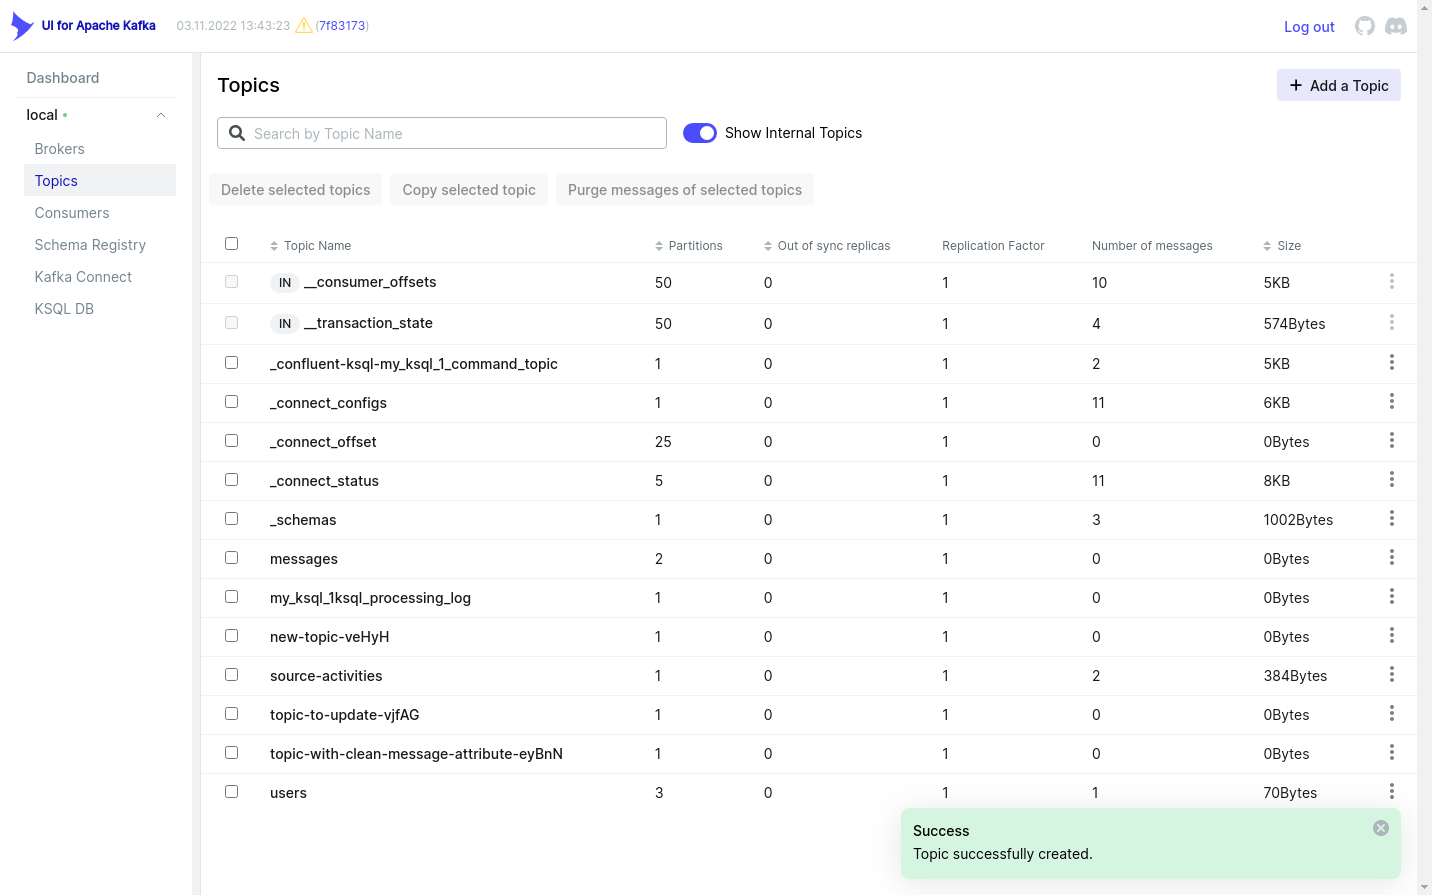 UI for Apache Kafka 03.11.2022 13:43:23 (7f83173) Log out
Dashboard
local
Brokers
Topics
Consumers
Schema Registry
Kafka Connect
KSQL DB
Topics
Add a Topic
Search by Topic Name Show Internal Topics
Delete selected topics Copy selected topic Purge messages of selected topics
Topic Name Partitions Out of sync replicas Replication Factor Number of messages Size
IN __consumer_offsets 50 0 1 10 5KB
IN __transaction_state 50 0 1 4 574Bytes
_confluent-ksql-my_ksql_1_command_topic 1 0 1 2 5KB
_connect_configs 1 0 1 11 6KB
_connect_offset 25 0 1 0 0Bytes
_connect_status 5 0 1 11 8KB
_schemas 1 0 1 3 1002Bytes
messages 2 0 1 0 0Bytes
my_ksql_1ksql_processing_log 1 0 1 0 0Bytes
new-topic-veHyH 1 0 1 0 0Bytes
source-activities 1 0 1 2 384Bytes
topic-to-update-vjfAG 1 0 1 0 0Bytes
topic-with-clean-message-attribute-eyBnN 1 0 1 0 0Bytes
users 3 0 1 1 70Bytes
Success
Topic successfully created.